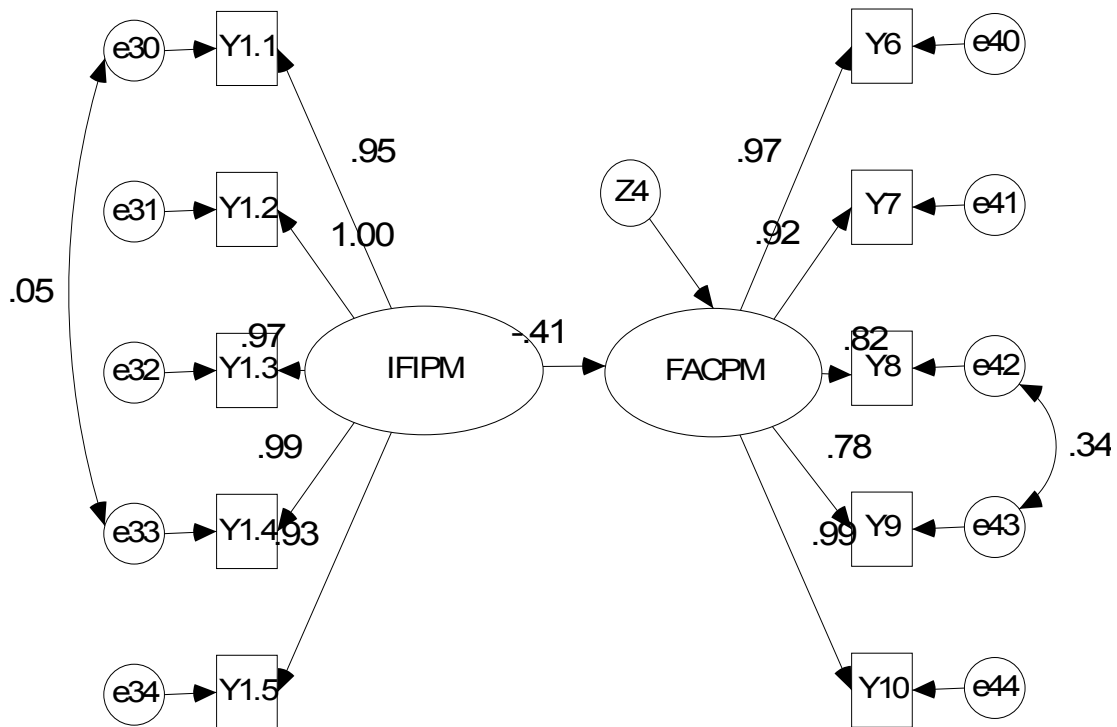 e30
Y1.1
Y6
e40
.95
.97
e31
Y1.2
Z4
Y7
e41
1.00
.92
.05
.97
-.41
.82
e32
Y1.3
IFIPM
FACPM
Y8
e42
.99
.78
.34
e33
Y1.4
.93
.99
Y9
e43
e34
Y1.5
Y10
e44